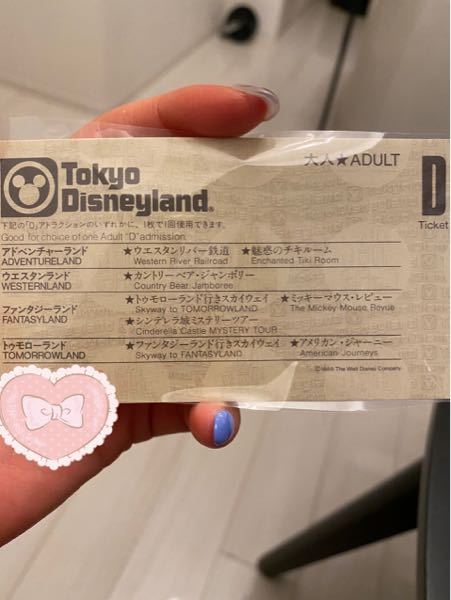 Tokyo
Disneyland®
大人★ADULT
D
Ticket
下記の「D」アトラクションのいずれかに、1枚で1回使用できます。
Good for choice of one Adult "D" admission.
アドベンチャーランド ★ウエスタンリバー鉄道 ★魅惑のチキルーム
ADVENTURELAND Western River Railroad Enchanted Tiki Room
ウエスタンランド ★カントリーベア・ジャンボリー
WESTERNLAND Country Bear Jamboree
ファンタジーランド ★トゥモローランド行きスカイウェイ ★ミッキーマウス・レビュー
FANTASYLAND Skyway to TOMORROWLAND The Mickey Mouse Revue
★シンデレラ城ミステリーツアー
Cinderella Castle MYSTERY TOUR
トゥモローランド ★ファンタジーランド行きスカイウェイ ★アメリカン・ジャーニー
TOMORROWLAND Skyway to FANTASYLAND American Journeys
The Walt Disney Company